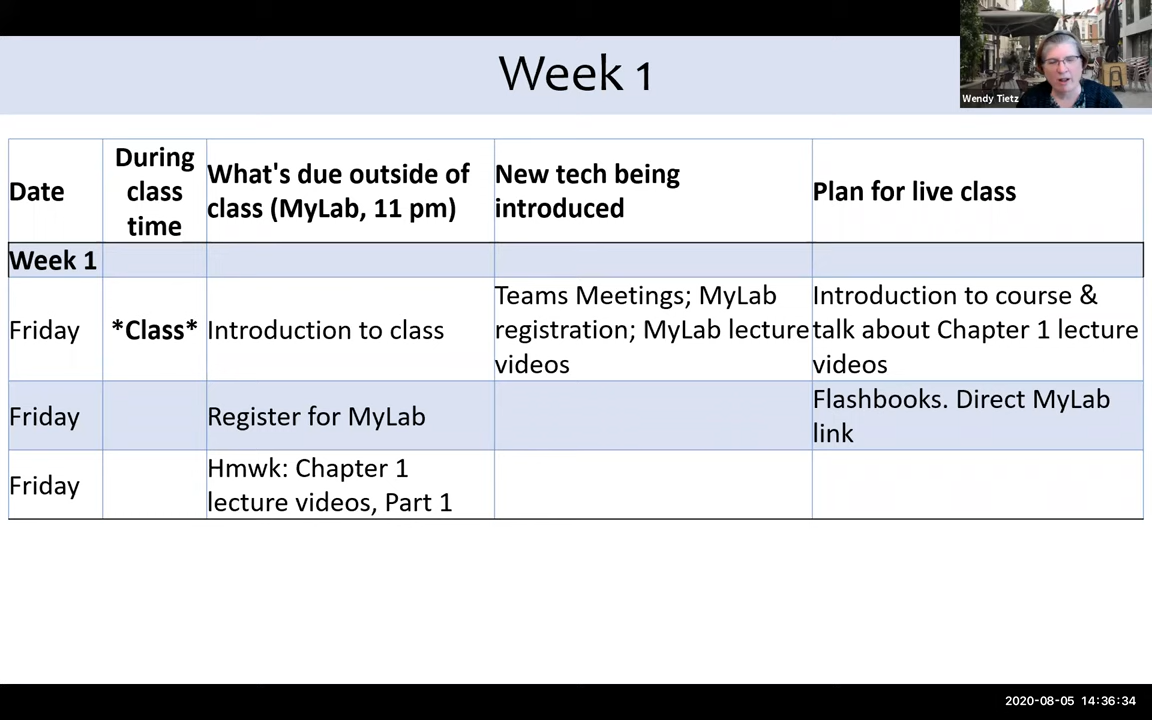 Week 1
Wendy Tietz
Date
During
class
time
What's due outside of
class (MyLab, 11 pm)
New tech being
introduced
Plan for live class
Week 1
Friday
*Class*
Introduction to class
Teams Meetings; MyLab
registration; MyLab lecture
videos
Introduction to course &
talk about Chapter 1 lecture
videos
Friday
Register for MyLab
Flashbooks. Direct MyLab
link
Friday
Hmwk: Chapter 1
lecture videos, Part 1
2020-08-05 14:36:34